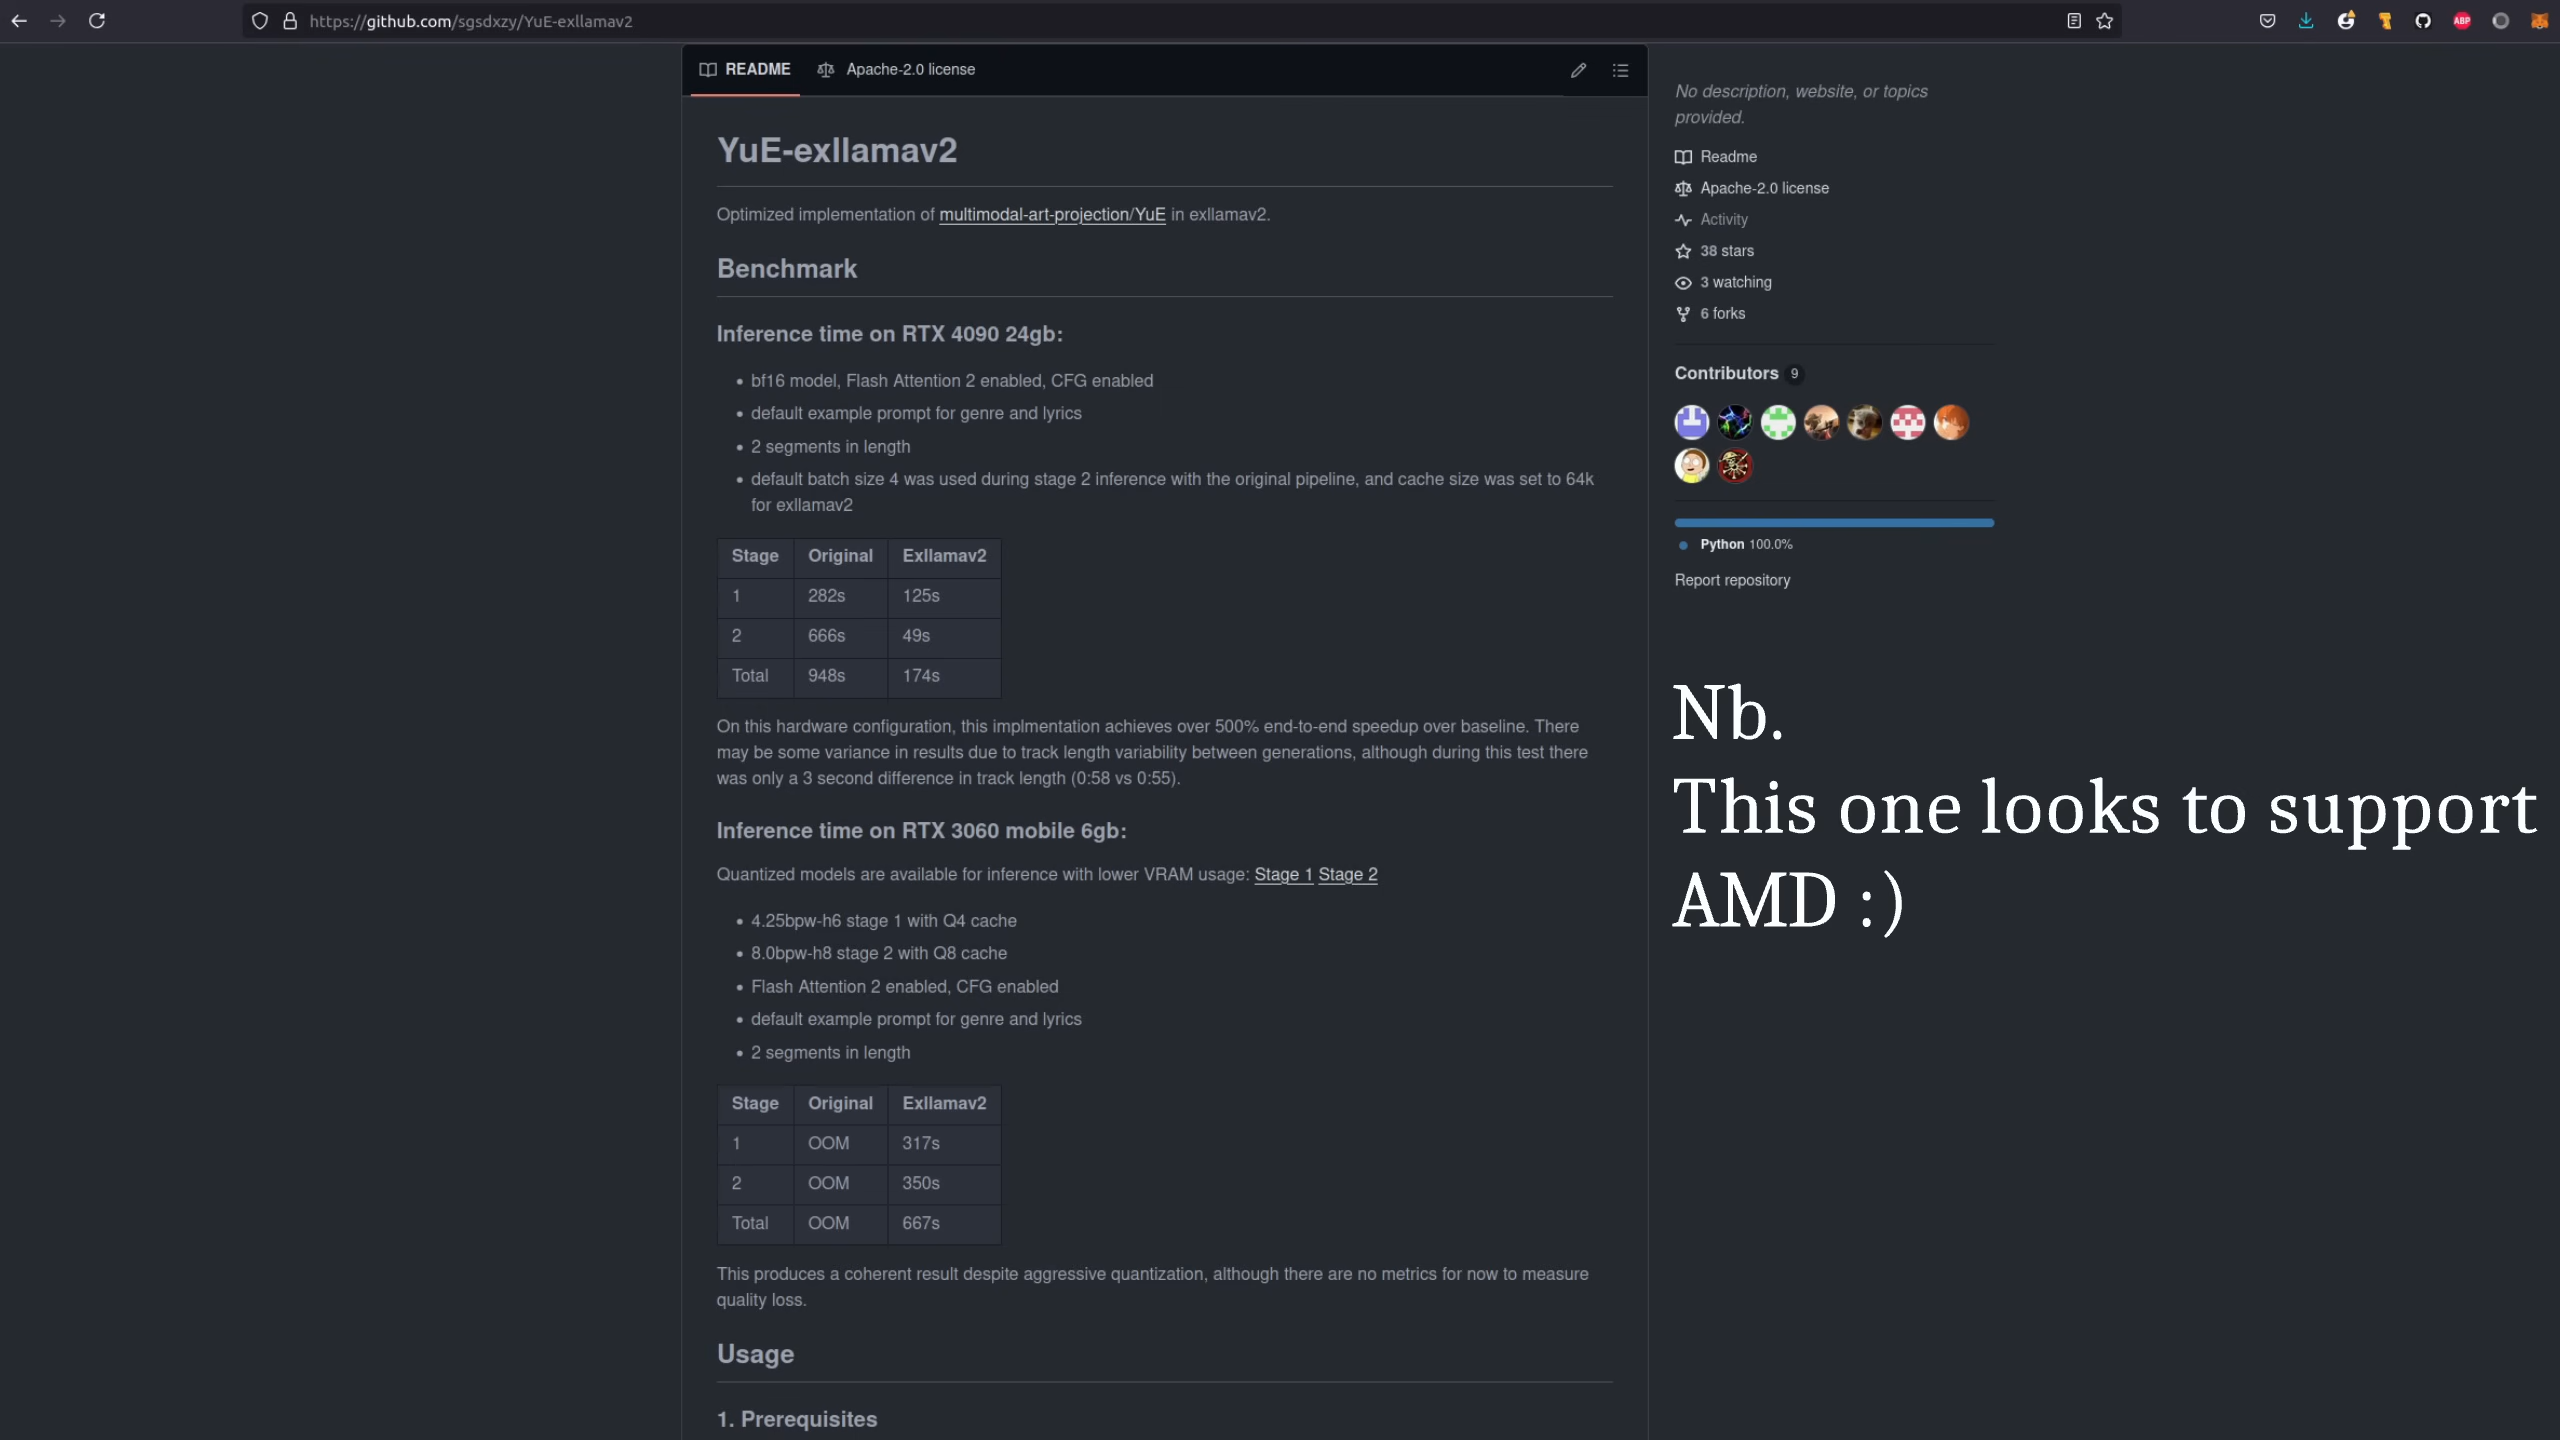 https://github.com/sgsdxzy/YuE-exllamav2
ABP
README
Apache-2.0 license
YuE-exllamav2
Optimized implementation of multimodal-art-projection/YuE in exllamav2.
Benchmark
Inference time on RTX 4090 24gb:
bf16 model, Flash Attention 2 enabled, CFG enabled
default example prompt for genre and lyrics
2 segments in length
default batch size 4 was used during stage 2 inference with the original pipeline, and cache size was set to 64k
for exllamav2
Stage Original Exllamav2
1 282s 125s
2 666s 49s
Total 948s 174s
On this hardware configuration, this implmentation achieves over 500% end-to-end speedup over baseline. There
may be some variance in results due to track length variability between generations, although during this test there
was only a 3 second difference in track length (0:58 vs 0:55).
Inference time on RTX 3060 mobile 6gb:
Quantized models are available for inference with lower VRAM usage: Stage 1 Stage 2
4.25bpw-h6 stage 1 with Q4 cache
8.0bpw-h8 stage 2 with Q8 cache
Flash Attention 2 enabled, CFG enabled
default example prompt for genre and lyrics
2 segments in length
Stage Original Exllamav2
1 OOM 317s
2 OOM 350s
Total OOM 667s
This produces a coherent result despite aggressive quantization, although there are no metrics for now to measure
quality loss.
Usage
1. Prerequisites
No description, website, or topics
provided.
Readme
Apache-2.0 license
Activity
38 stars
3 watching
6 forks
Contributors 9
Python 100.0%
Report repository
Nb.
This one looks to support
AMD :)